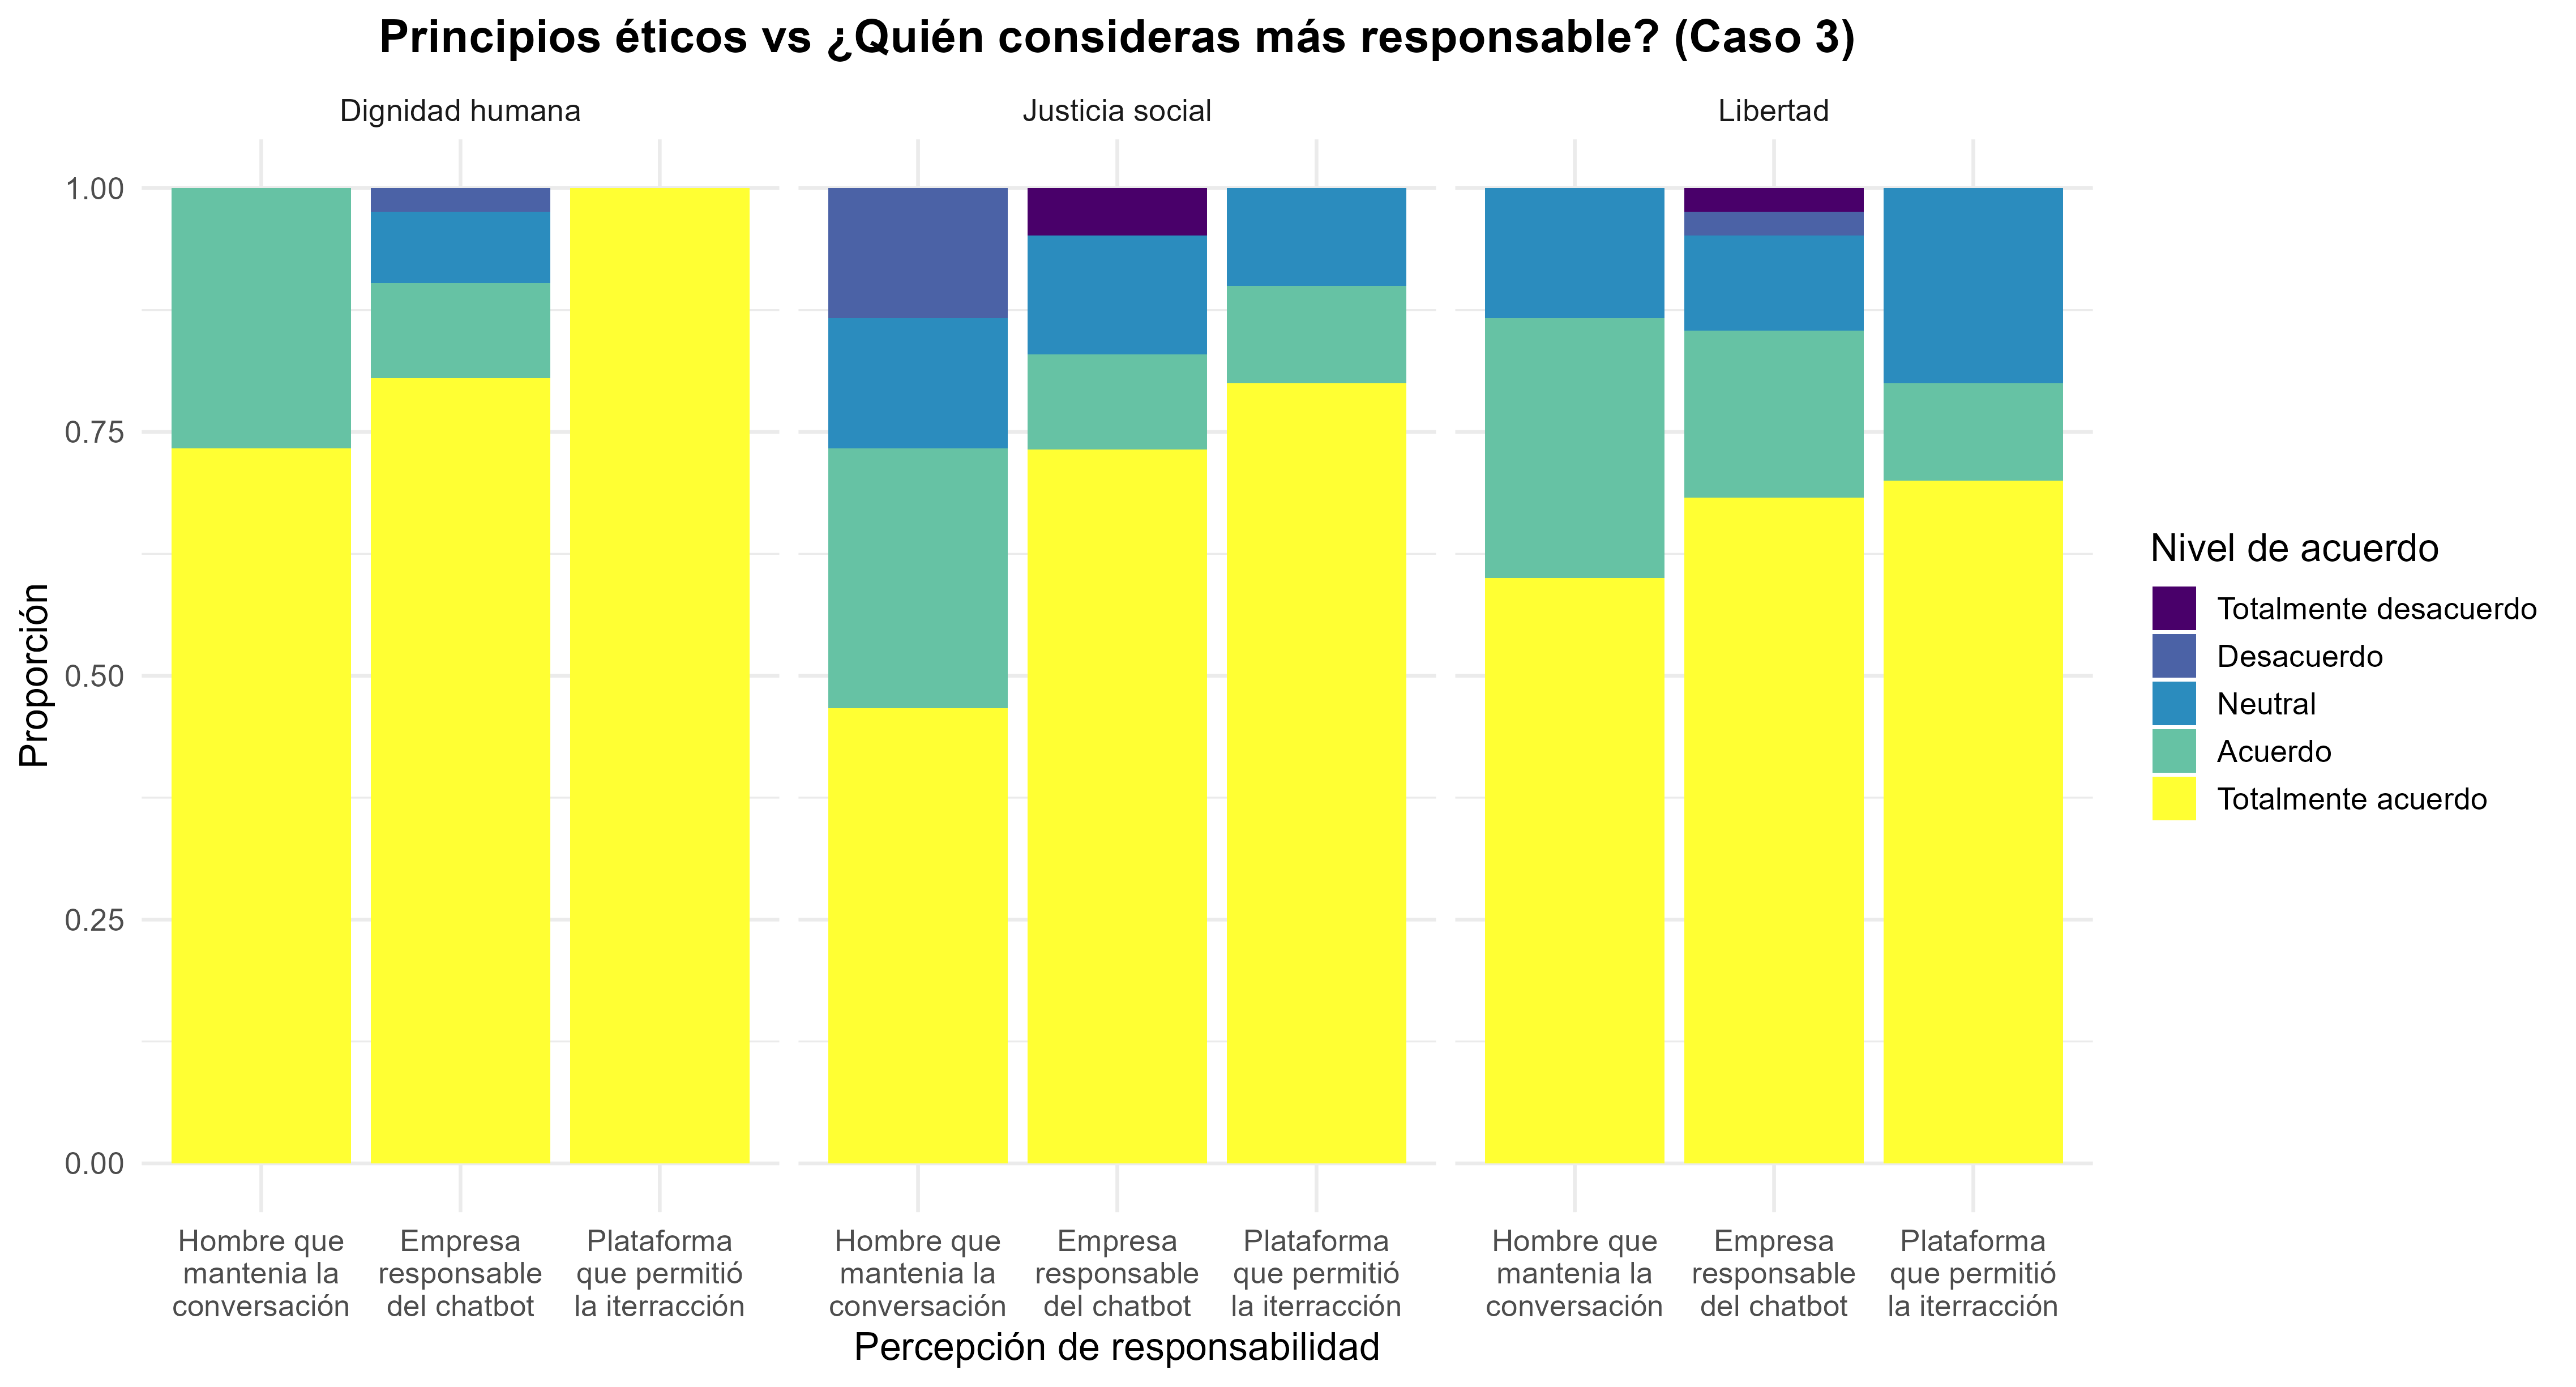 Principios éticos vs ¿Quién consideras más responsable? (Caso 3)
Dignidad humana
Justicia social
Libertad
Proporción
1.00
0.75
0.50
0.25
0.00
Hombre que
mantenia la
conversación
Empresa
responsable
del chatbot
Plataforma
que permitió
la iterracción
Hombre que
mantenia la
conversación
Empresa
responsable
del chatbot
Plataforma
que permitió
la iterracción
Hombre que
mantenia la
conversación
Empresa
responsable
del chatbot
Plataforma
que permitió
la iterracción
Percepción de responsabilidad
Nivel de acuerdo
Totalmente desacuerdo
Desacuerdo
Neutral
Acuerdo
Totalmente acuerdo